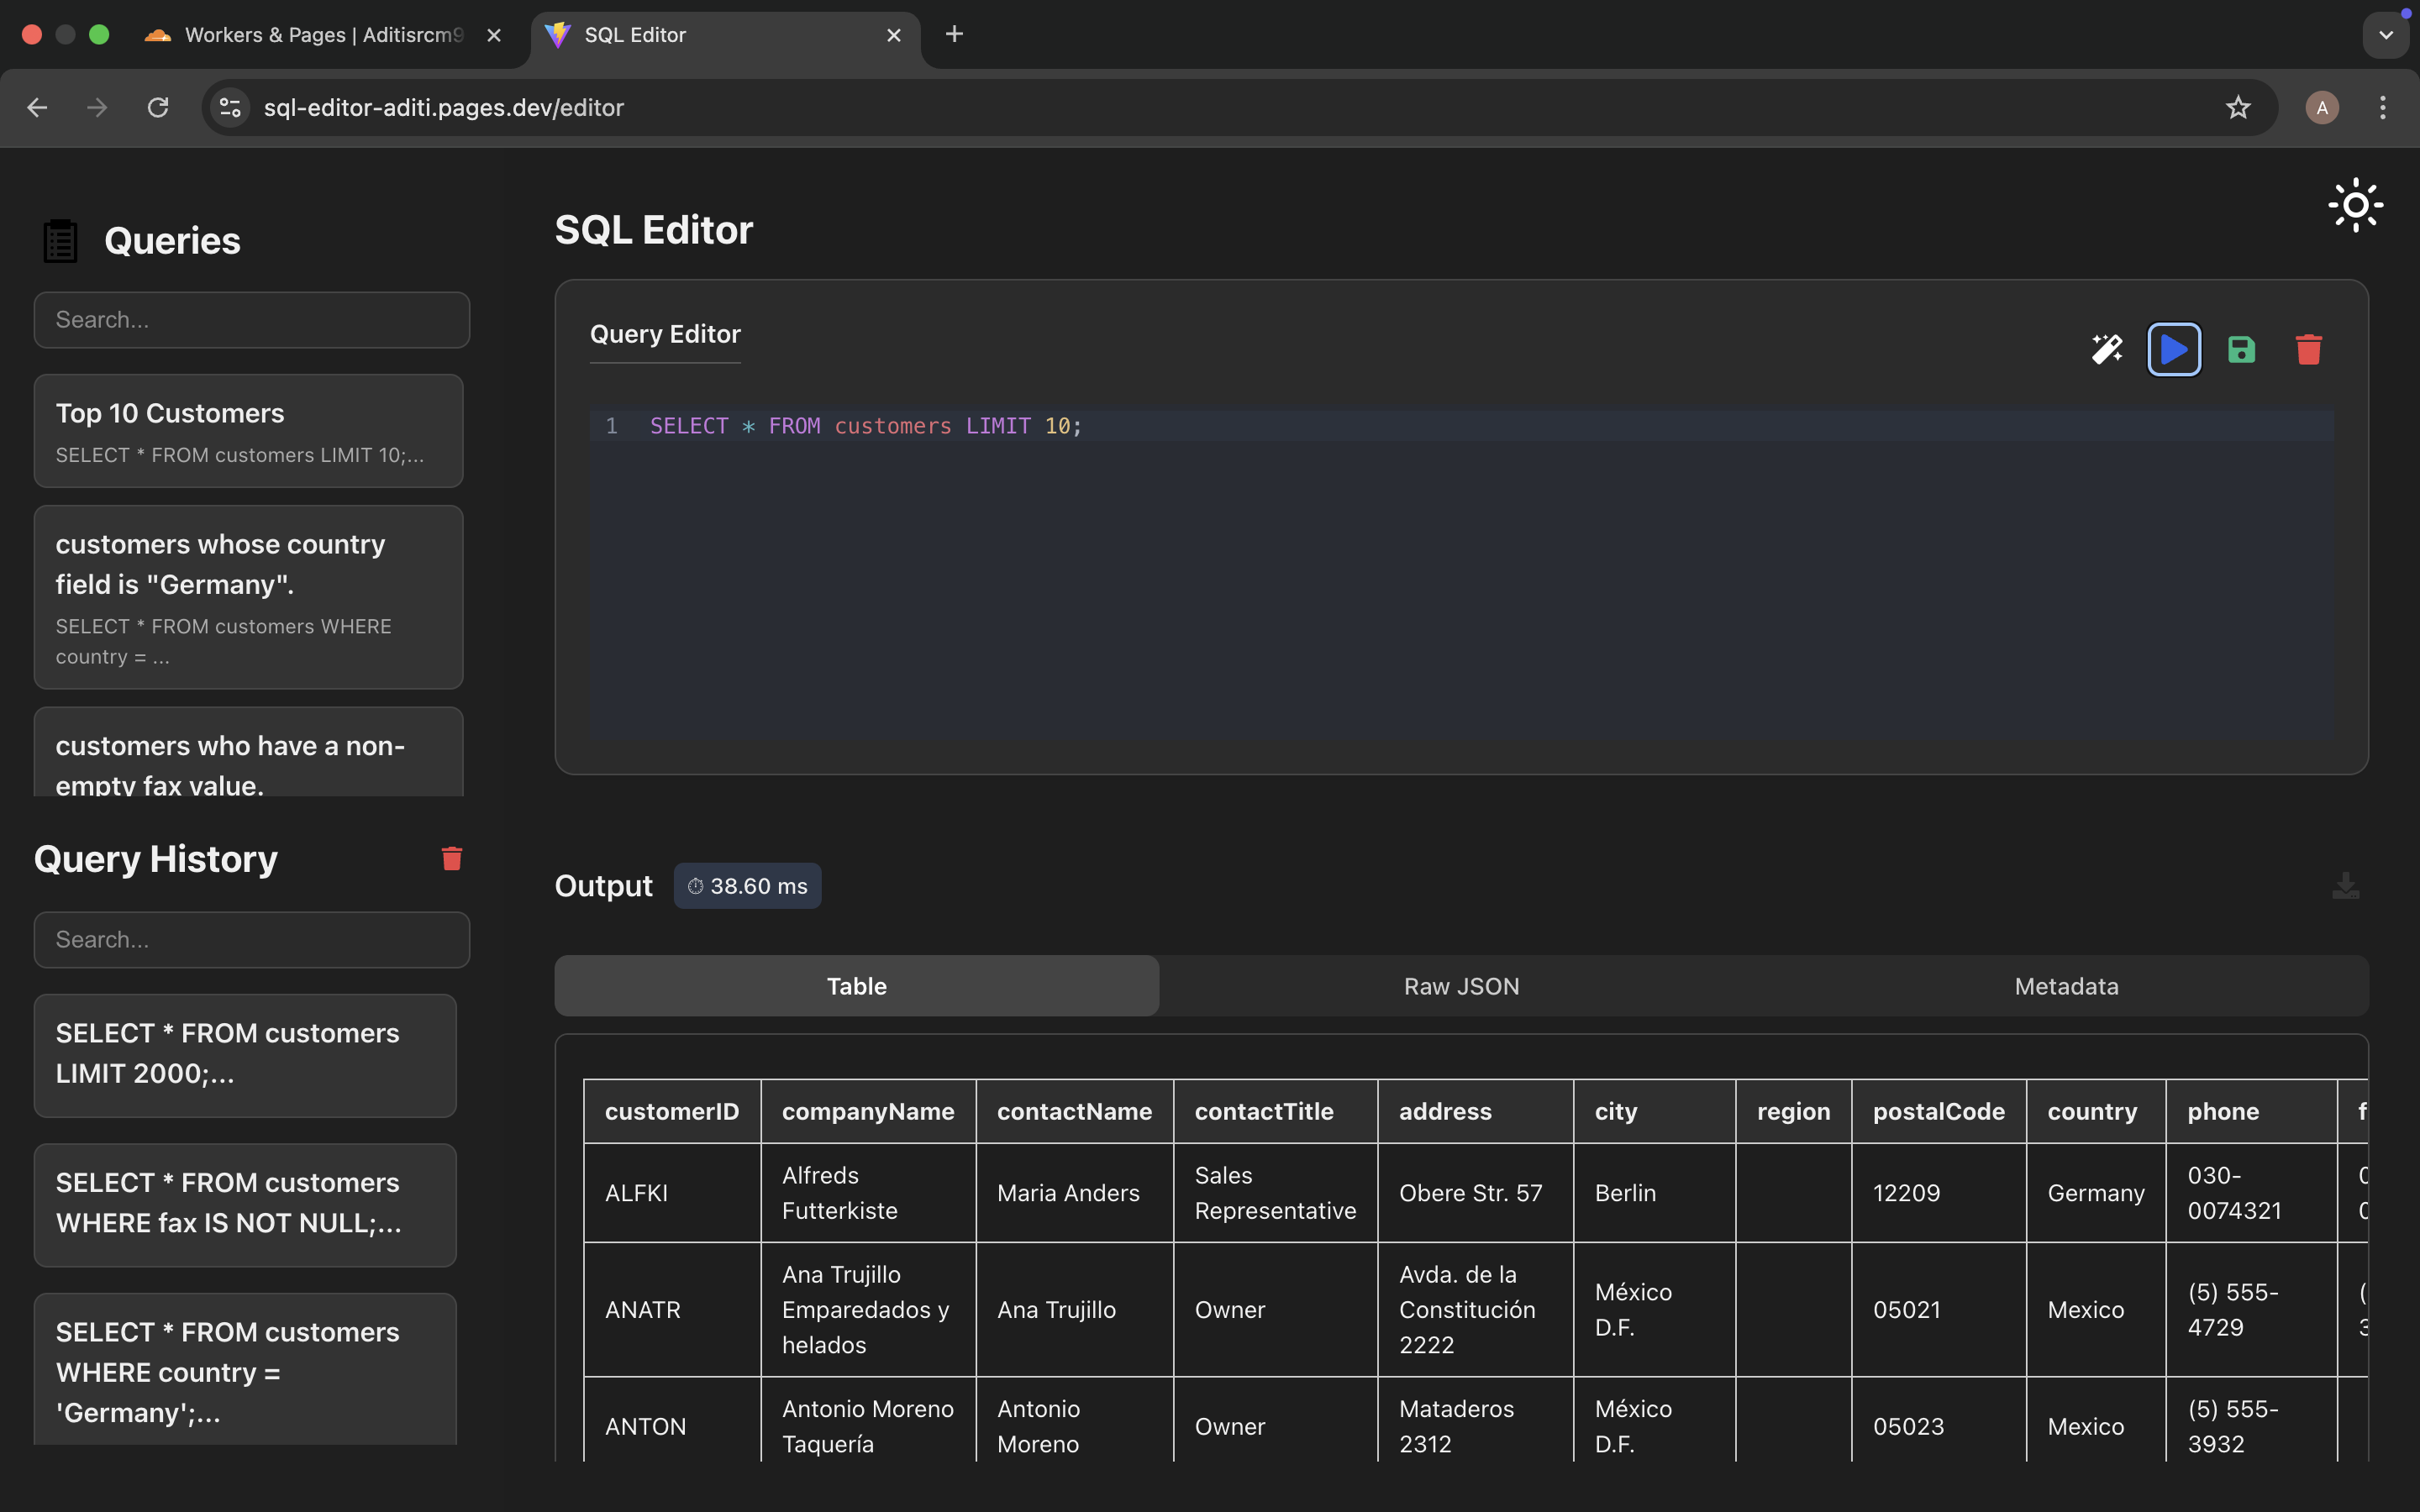 Workers & Pages | Aditisrcm9
SQL Editor
sql-editor-aditi.pages.dev/editor
A
Queries
Search...
Top 10 Customers
SELECT * FROM customers LIMIT 10;...
customers whose country
field is "Germany".
SELECT * FROM customers WHERE
country = ...
customers who have a non-
empty fax value.
Query History
Search...
SELECT * FROM customers
LIMIT 2000;...
SELECT * FROM customers
WHERE fax IS NOT NULL;...
SELECT * FROM customers
WHERE country =
'Germany';...
SQL Editor
Query Editor
1 SELECT * FROM customers LIMIT 10;
Output ⏱ 38.60 ms
Table Raw JSON Metadata
customerID companyName contactName contactTitle address city region postalCode country phone f
ALFKI
Alfreds
Futterkiste
Maria Anders
Sales
Representative
Obere Str. 57
Berlin
12209
Germany
030-
0074321
ANATR
Ana Trujillo
Emparedados y
helados
Ana Trujillo
Owner
Avda. de la
Constitución
2222
México
D.F.
05021
Mexico
(5) 555-
4729
(
ANTON
Antonio Moreno
Taquería
Antonio
Moreno
Owner
Mataderos
2312
México
D.F.
05023
Mexico
(5) 555-
3932